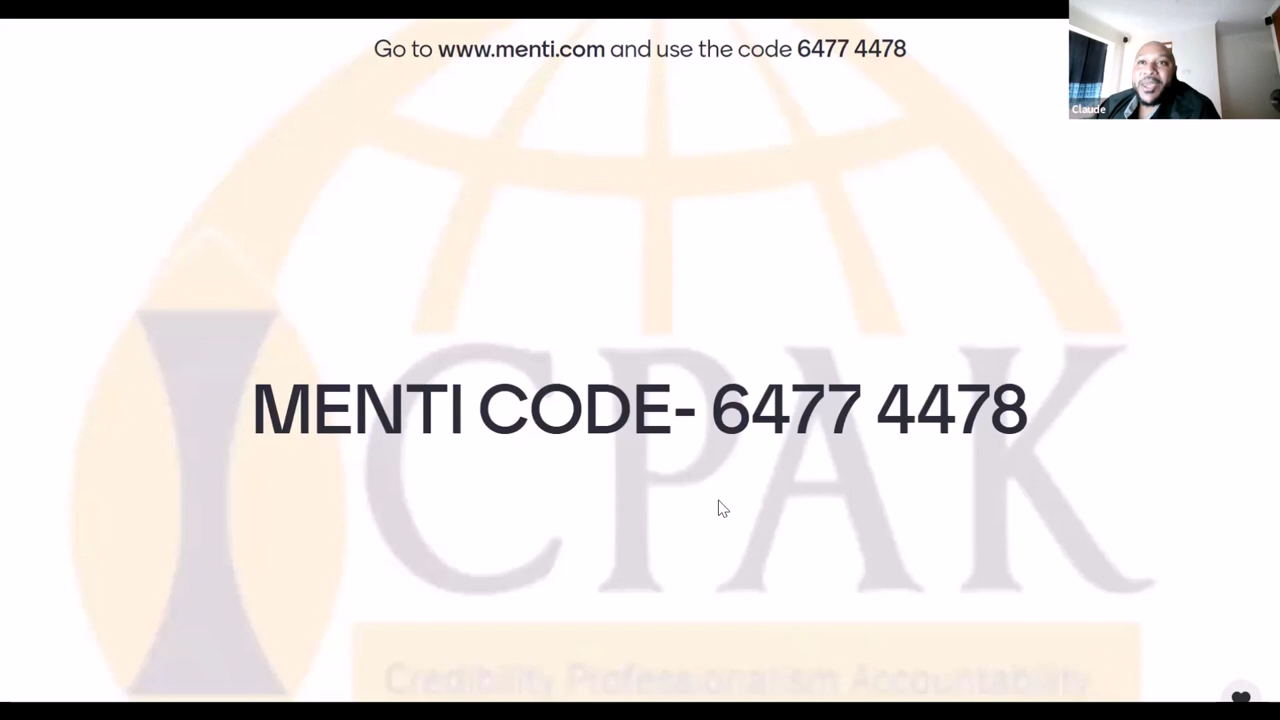 Go to www.menti.com and use the code 6477 4478
Claude
MENTI CODE- 6477 4478
ICPAK
Credibility Professionalism Accountability